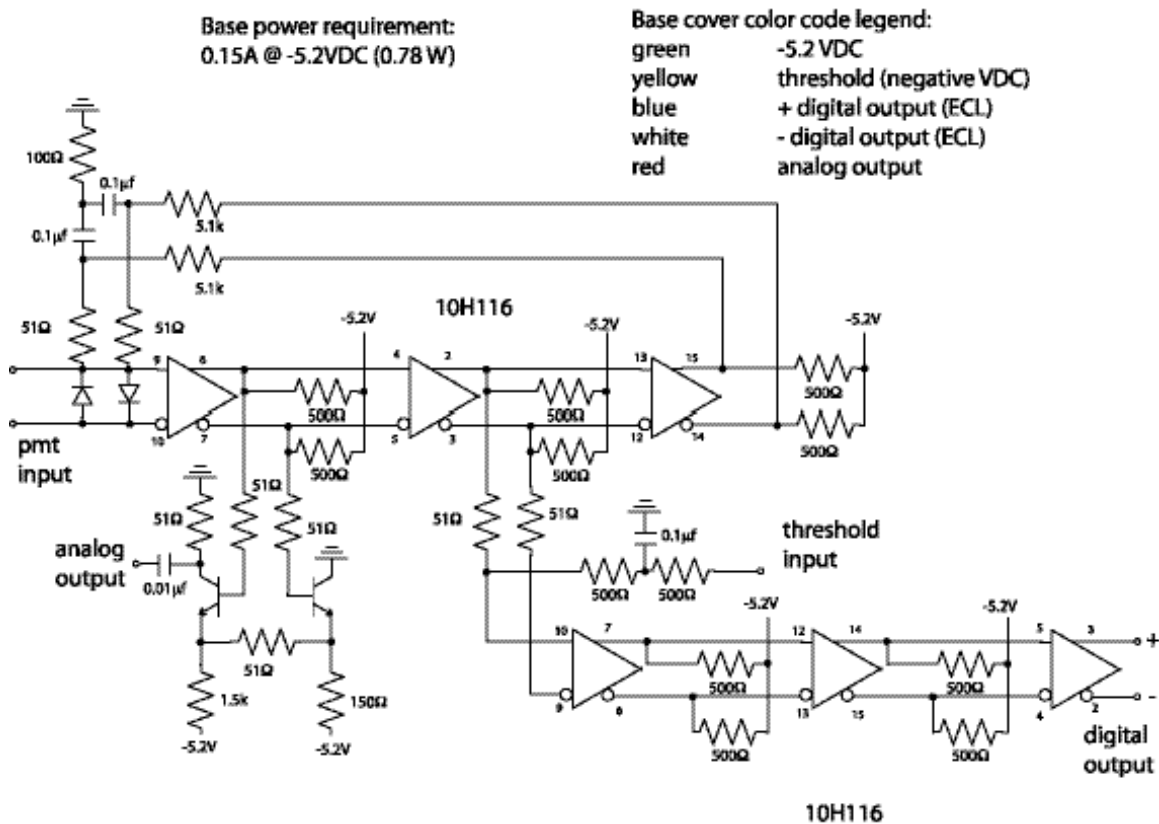 Base power requirement:
0.15A @ -5.2VDC (0.78 W)
Base cover color code legend:
green -5.2 VDC
yellow threshold (negative VDC)
blue + digital output (ECL)
white - digital output (ECL)
red analog output
100Ω
0.1μf
0.1μf
5.1k
5.1k
51Ω
51Ω
10H116
-5.2V
-5.2V
-5.2V
9
6
4
2
13
15
500Ω
500Ω
500Ω
10
7
5
3
12
14
500Ω
500Ω
500Ω
pmt
input
51Ω
51Ω
51Ω
51Ω
51Ω
analog
output
0.01μf
0.1μf
threshold
input
500Ω
500Ω
-5.2V
-5.2V
51Ω
1.5k
150Ω
-5.2V
-5.2V
10
7
12
14
5
3
+
500Ω
500Ω
9
6
13
15
4
2
-
500Ω
500Ω
digital
output
10H116